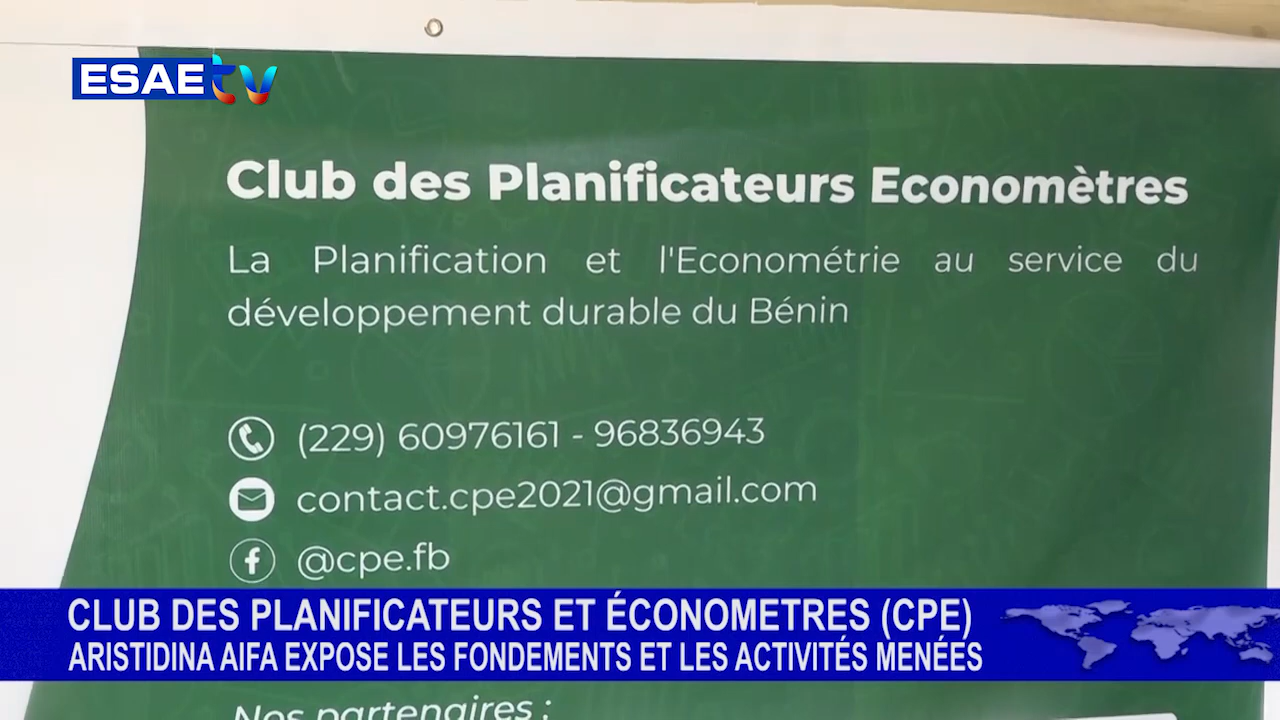 ESAE tv
Club des Planificateurs Economètres
La Planification et l'Econométrie au service du
développement durable du Bénin
(229) 60976161 - 96836943
contact.cpe2021@gmail.com
@cpe.fb
CLUB DES PLANIFICATEURS ET ÉCONOMETRES (CPE)
ARISTIDINA AIFA EXPOSE LES FONDEMENTS ET LES ACTIVITÉS MENÉES
Nos partenaires :